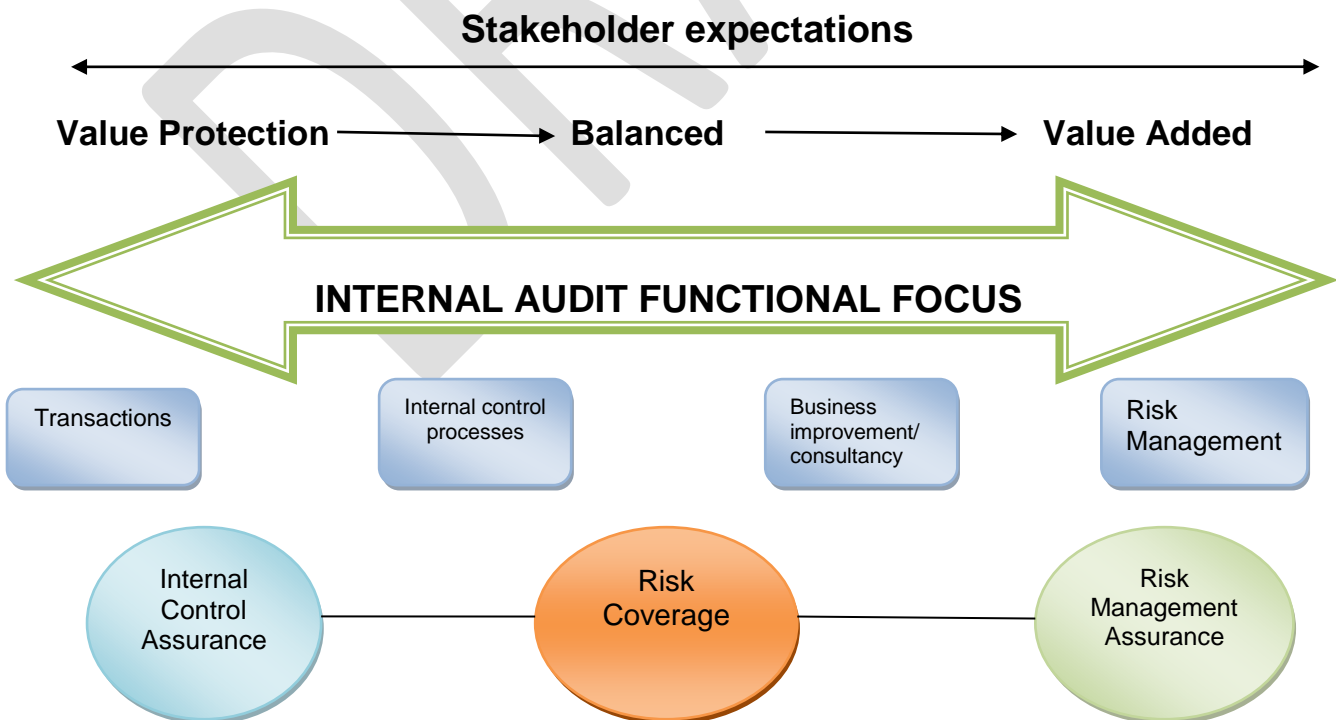 Stakeholder expectations
Value Protection
Balanced
Value Added
INTERNAL AUDIT FUNCTIONAL FOCUS
Transactions
Internal control
processes
Business
improvement/
consultancy
Risk
Management
Internal
Control
Assurance
Risk
Coverage
Risk
Management
Assurance